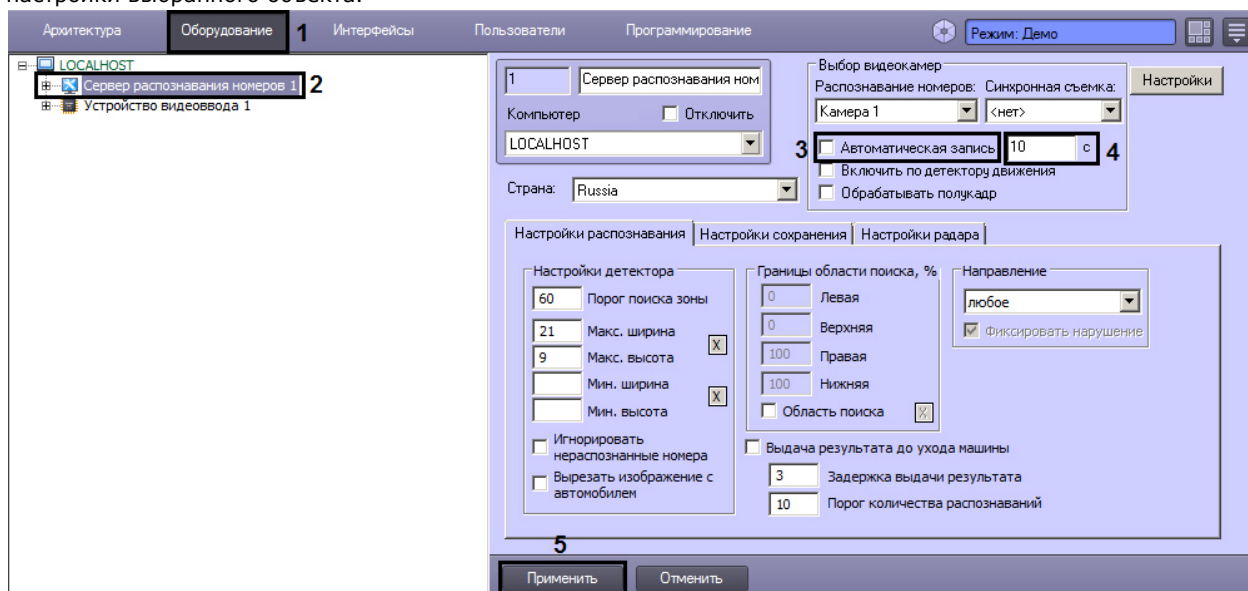 настройки выбранного объекта.
Архитектура Оборудование 1 Интерфейсы Пользователи Программирование Режим: Демо
LOCALHOST
Сервер распознавания номеров 1 2
Устройство видеоввода 1
1 Сервер распознавания ном
Компьютер Отключить
LOCALHOST
Страна: Russia
Выбор видеокамер
Распознавание номеров: Синхронная съемка:
Камера 1 <нет>
3 Автоматическая запись 10 с 4
Включить по детектору движения
Обрабатывать полукадр
Настройки
Настройки распознавания Настройки сохранения Настройки радара
Настройки детектора
60 Порог поиска зоны
21 Макс. ширина
9 Макс. высота
X
Мин. ширина
Мин. высота
X
Игнорировать
нераспознанные номера
Вырезать изображение с
автомобилем
Границы области поиска, %
0 Левая
0 Верхняя
100 Правая
100 Нижняя
Область поиска X
Направление
любое
Фиксировать нарушение
Выдача результата до ухода машины
3 Задержка выдачи результата
10 Порог количества распознаваний
5
Применить Отменить